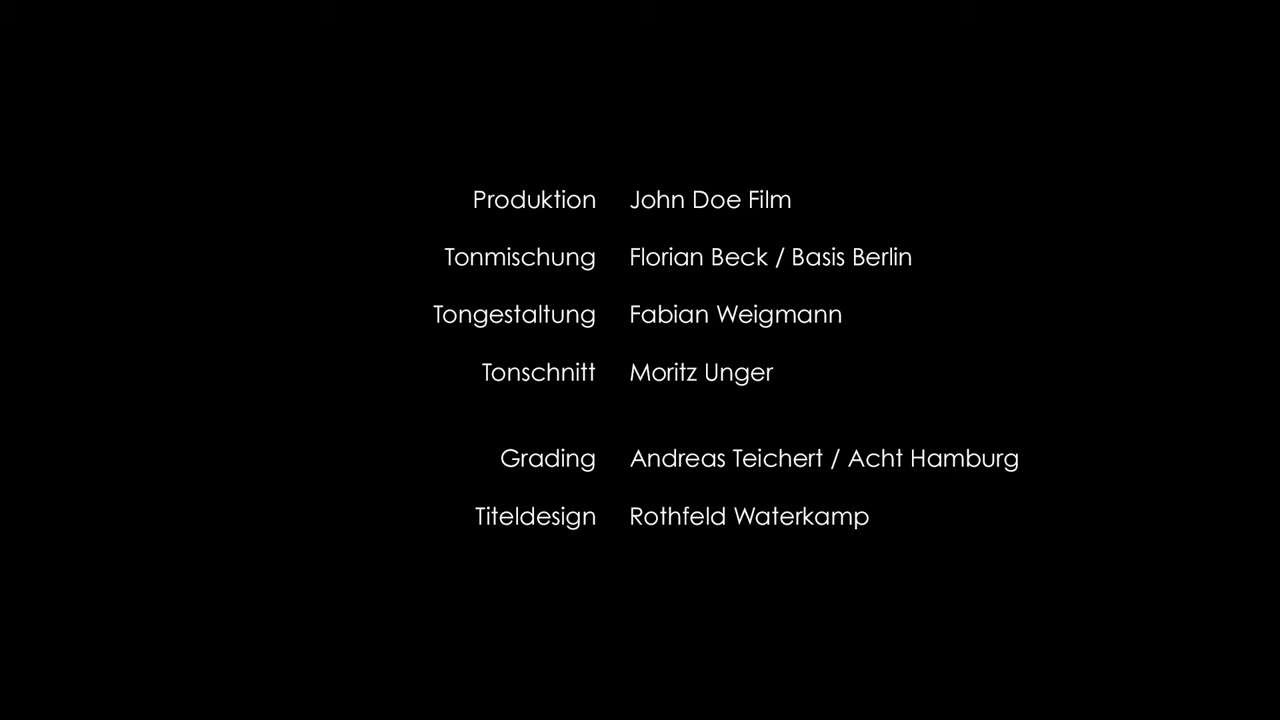 Produktion John Doe Film
Tonmischung Florian Beck / Basis Berlin
Tongestaltung Fabian Weigmann
Tonschnitt Moritz Unger
Grading Andreas Teichert / Acht Hamburg
Titeldesign Rothfeld Waterkamp